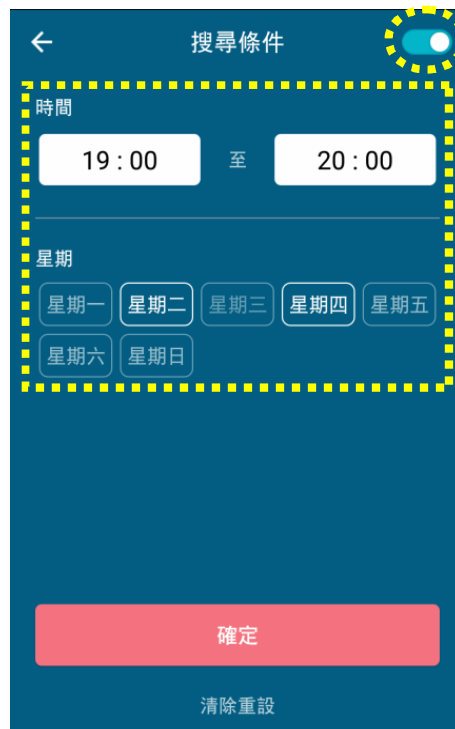 搜尋條件
時間
19 : 00 至 20 : 00
星期
星期一 星期二 星期三 星期四 星期五
星期六 星期日
確定
清除重設